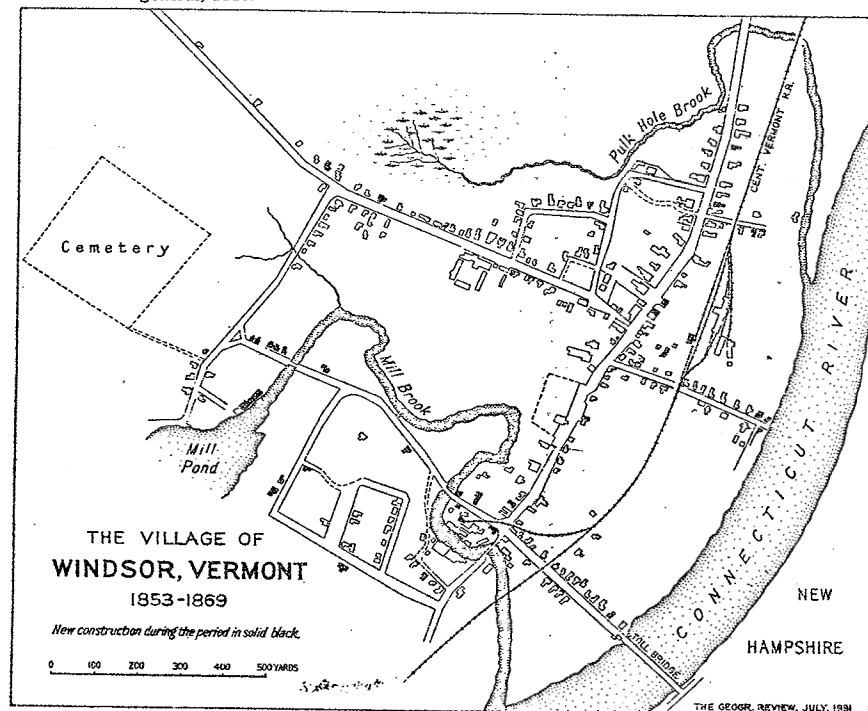 Pulk Hole Brook
CENT. VERMONT R.R.
Cemetery
Mill Brook
Mill
Pond
CONNECTICUT RIVER
THE VILLAGE OF
WINDSOR, VERMONT
1853-1869
New construction during the period in solid black.
0 100 200 300 400 500 YARDS
TOLL BRIDGE
NEW
HAMPSHIRE
THE GEOGR. REVIEW, JULY, 1931